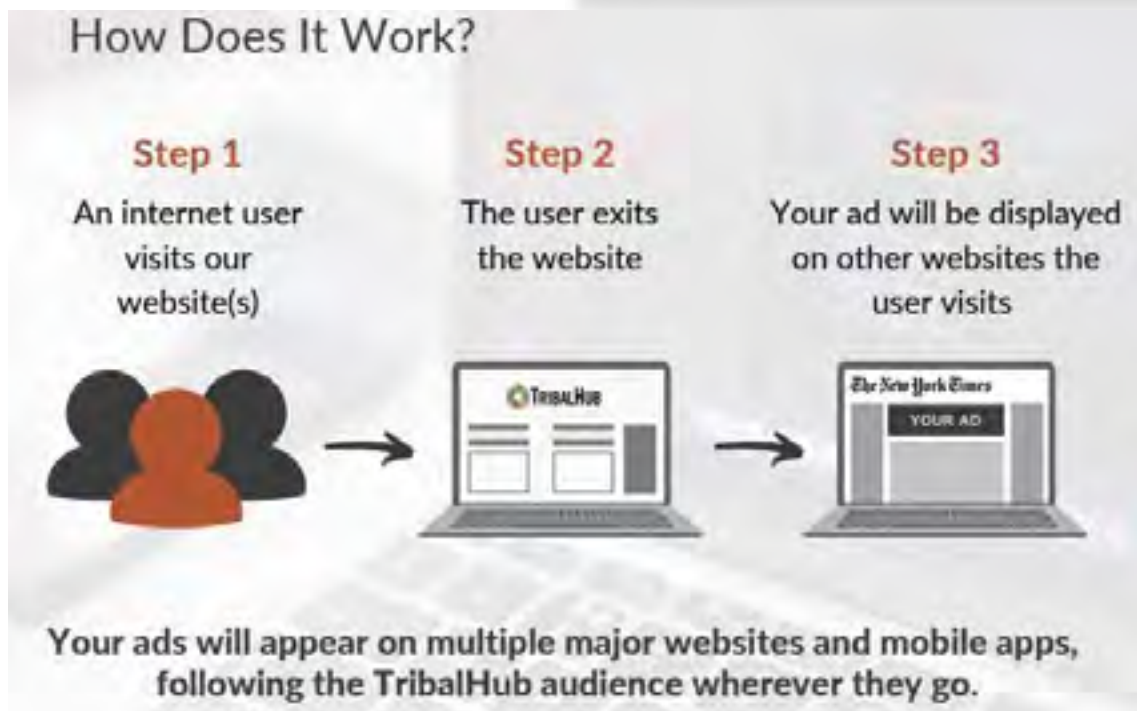 How Does It Work?
Step 1
An internet user
visits our
website(s)
Step 2
The user exits
the website
Step 3
Your ad will be displayed
on other websites the
user visits
TRIBALHUB
The New York Times
YOUR AD
Your ads will appear on multiple major websites and mobile apps,
following the TribalHub audience wherever they go.